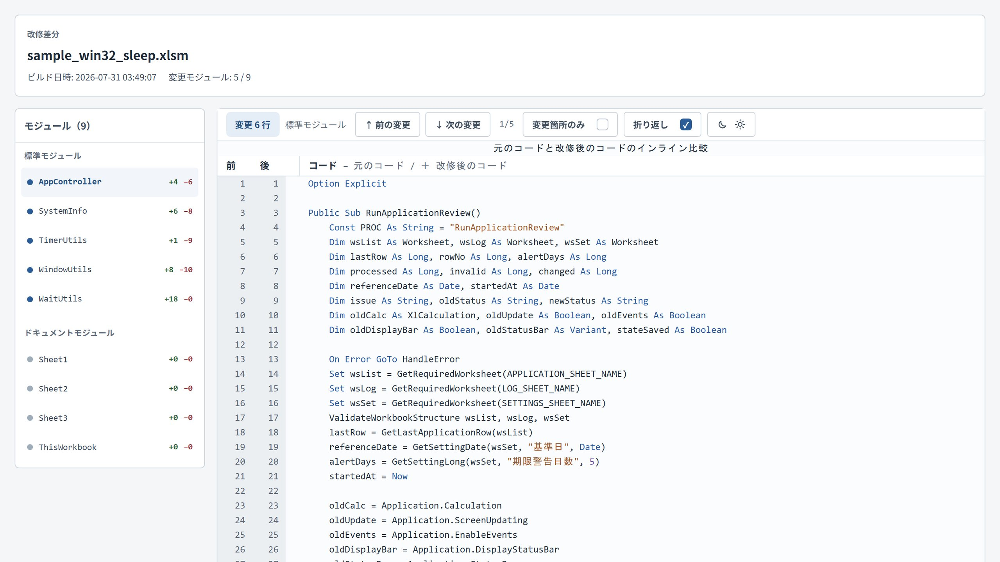 改修差分
sample_win32_sleep.xlsm
ビルド日時: 2026-07-31 03:49:07 変更モジュール: 5 / 9
モジュール（9）
標準モジュール
AppController +4 −6
SystemInfo +6 −8
TimerUtils +1 −9
WindowUtils +8 −10
WaitUtils +18 −0
ドキュメントモジュール
Sheet1 +0 −0
Sheet2 +0 −0
Sheet3 +0 −0
ThisWorkbook +0 −0
変更 6 行 標準モジュール ↑ 前の変更 ↓ 次の変更 1/5 変更箇所のみ 折り返し
元のコードと改修後のコードのインライン比較
前 後 コード − 元のコード / ＋ 改修後のコード
1 1 Option Explicit
2 2
3 3 Public Sub RunApplicationReview()
4 4 Const PROC As String = "RunApplicationReview"
5 5 Dim wsList As Worksheet, wsLog As Worksheet, wsSet As Worksheet
6 6 Dim lastRow As Long, rowNo As Long, alertDays As Long
7 7 Dim processed As Long, invalid As Long, changed As Long
8 8 Dim referenceDate As Date, startedAt As Date
9 9 Dim issue As String, oldStatus As String, newStatus As String
10 10 Dim oldCalc As XlCalculation, oldUpdate As Boolean, oldEvents As Boolean
11 11 Dim oldDisplayBar As Boolean, oldStatusBar As Variant, stateSaved As Boolean
12 12
13 13 On Error GoTo HandleError
14 14 Set wsList = GetRequiredWorksheet(APPLICATION_SHEET_NAME)
15 15 Set wsLog = GetRequiredWorksheet(LOG_SHEET_NAME)
16 16 Set wsSet = GetRequiredWorksheet(SETTINGS_SHEET_NAME)
17 17 ValidateWorkbookStructure wsList, wsLog, wsSet
18 18 lastRow = GetLastApplicationRow(wsList)
19 19 referenceDate = GetSettingDate(wsSet, "基準日", Date)
20 20 alertDays = GetSettingLong(wsSet, "期限警告日数", 5)
21 21 startedAt = Now
22 22
23 23 oldCalc = Application.Calculation
24 24 oldUpdate = Application.ScreenUpdating
25 25 oldEvents = Application.EnableEvents
26 26 oldDisplayBar = Application.DisplayStatusBar